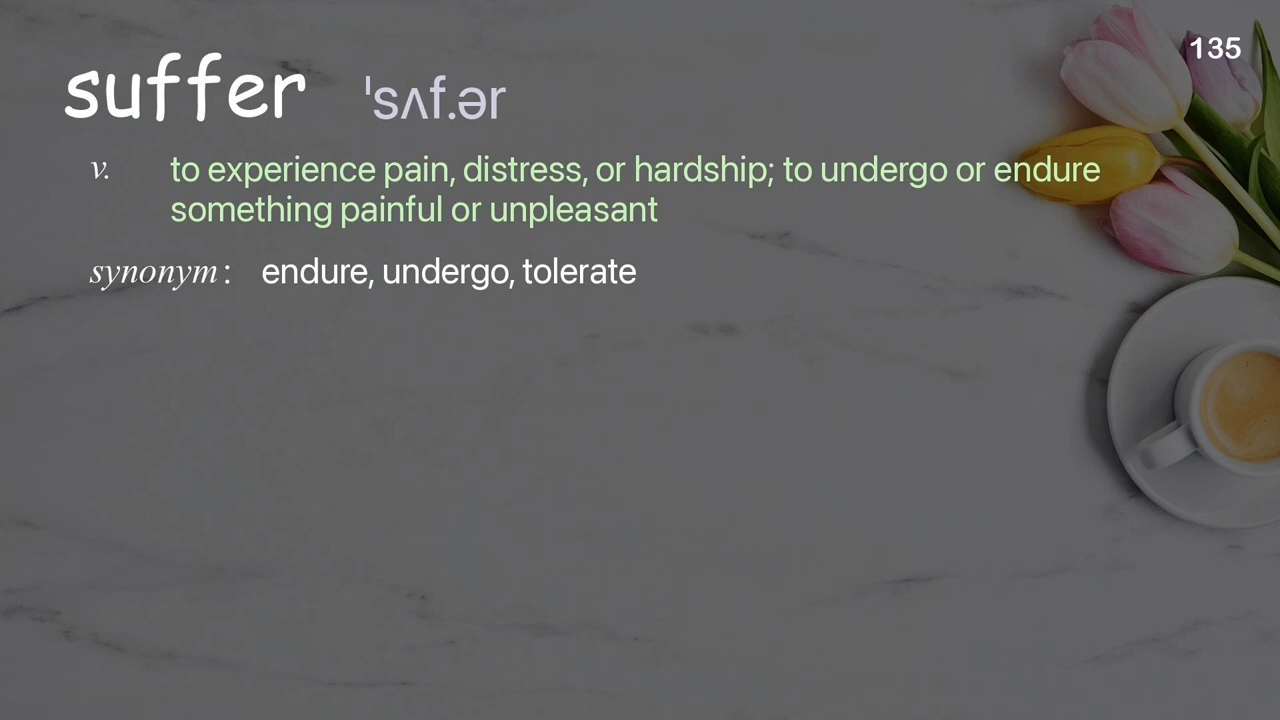 135
suffer ˈsʌf.ər
v. to experience pain, distress, or hardship; to undergo or endure
something painful or unpleasant
synonym : endure, undergo, tolerate